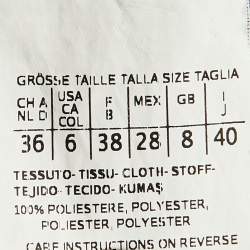 GRÖSSE TAILLE TALLA SIZE TAGLIA
CH A NL D USA CA COL F B MEX GB I J
36 6 38 28 8 40
TESSUTO- TISSU- CLOTH- STOFF-
TEJIDO- TECIDO- KUMAŞ
100% POLIESTERE, POLYESTER,
POLIESTER, POLYESTER
CARE INSTRUCTIONS ON REVERSE